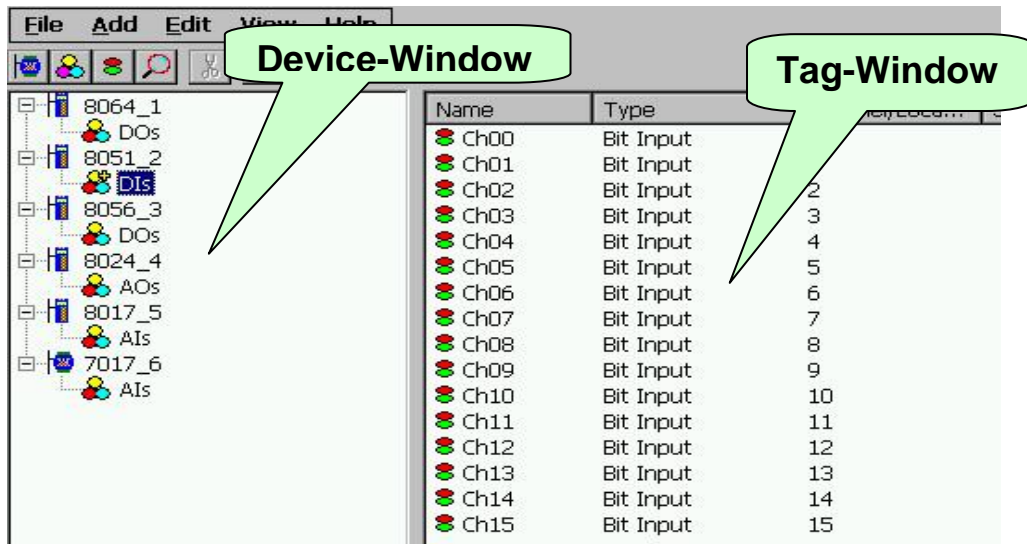 File Add Edit View Help
Device-Window
Tag-Window
8064_1
DOs
8051_2
DIs
8056_3
DOs
8024_4
AOs
8017_5
AIs
7017_6
AIs
Name Type
Ch00 Bit Input
Ch01 Bit Input
Ch02 Bit Input 2
Ch03 Bit Input 3
Ch04 Bit Input 4
Ch05 Bit Input 5
Ch06 Bit Input 6
Ch07 Bit Input 7
Ch08 Bit Input 8
Ch09 Bit Input 9
Ch10 Bit Input 10
Ch11 Bit Input 11
Ch12 Bit Input 12
Ch13 Bit Input 13
Ch14 Bit Input 14
Ch15 Bit Input 15